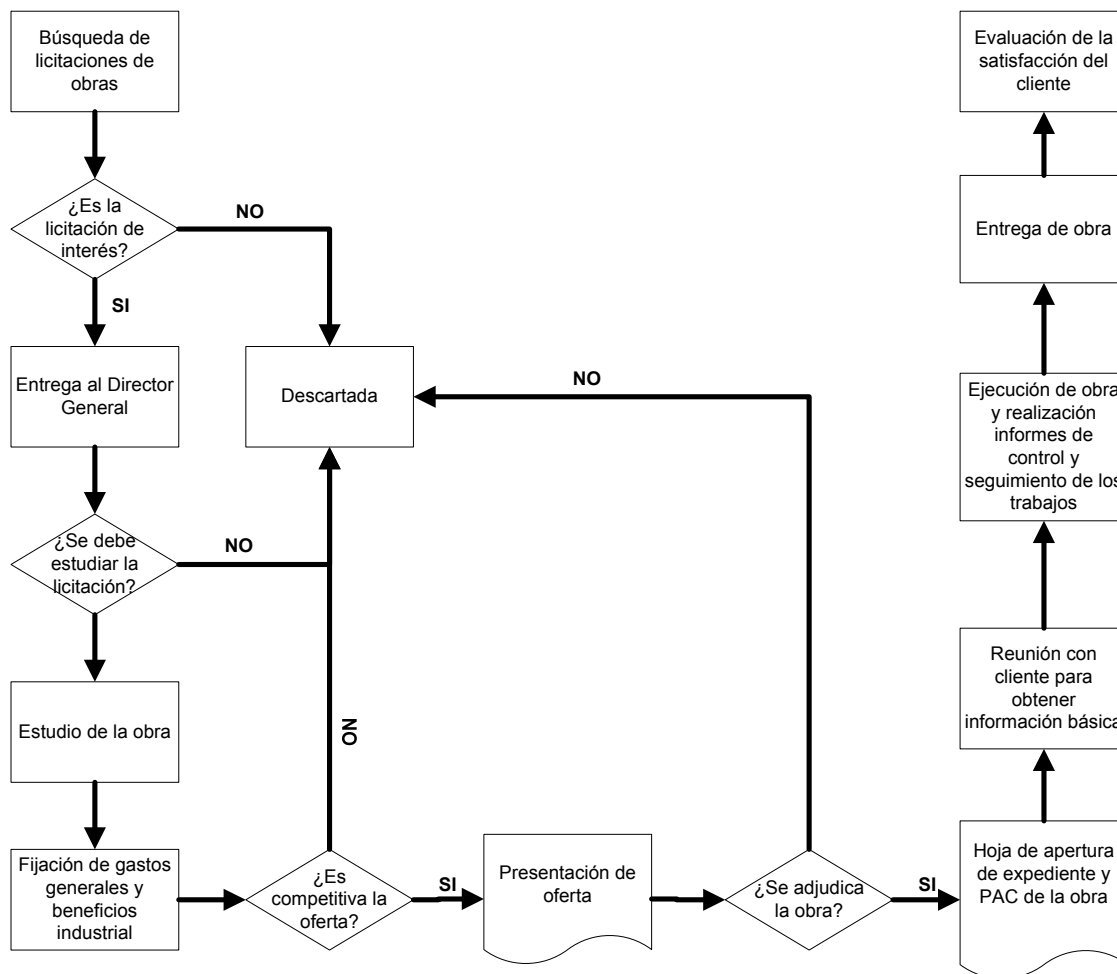 Búsqueda de
licitaciones de
obras
¿Es la
licitación de
interés?
NO
SI
Entrega al Director
General
Descartada
NO
¿Se debe
estudiar la
licitación?
NO
Estudio de la obra
NO
Fijación de gastos
generales y
beneficios
industrial
¿Es
competitiva la
oferta?
SI
Presentación de
oferta
¿Se adjudica
la obra?
SI
Hoja de apertura
de expediente y
PAC de la obra
Reunión con
cliente para
obtener
información básica
Ejecución de obra
y realización
informes de
control y
seguimiento de los
trabajos
Entrega de obra
Evaluación de la
satisfacción del
cliente